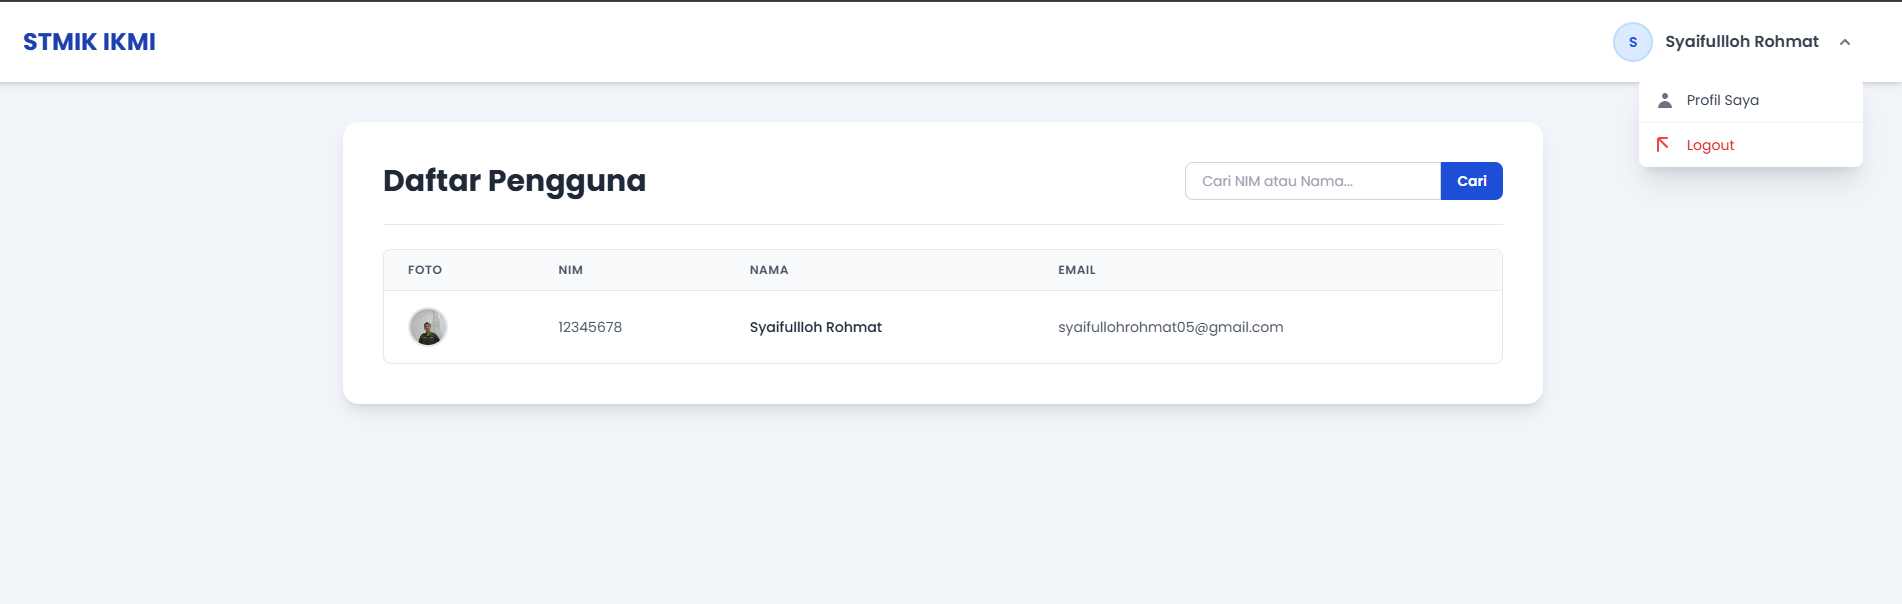 STMIK IKMI
S Syaifullloh Rohmat
Profil Saya
Logout
Daftar Pengguna
Cari NIM atau Nama...
Cari
FOTO NIM NAMA EMAIL
12345678 Syaifullloh Rohmat syaifullohrohmat05@gmail.com